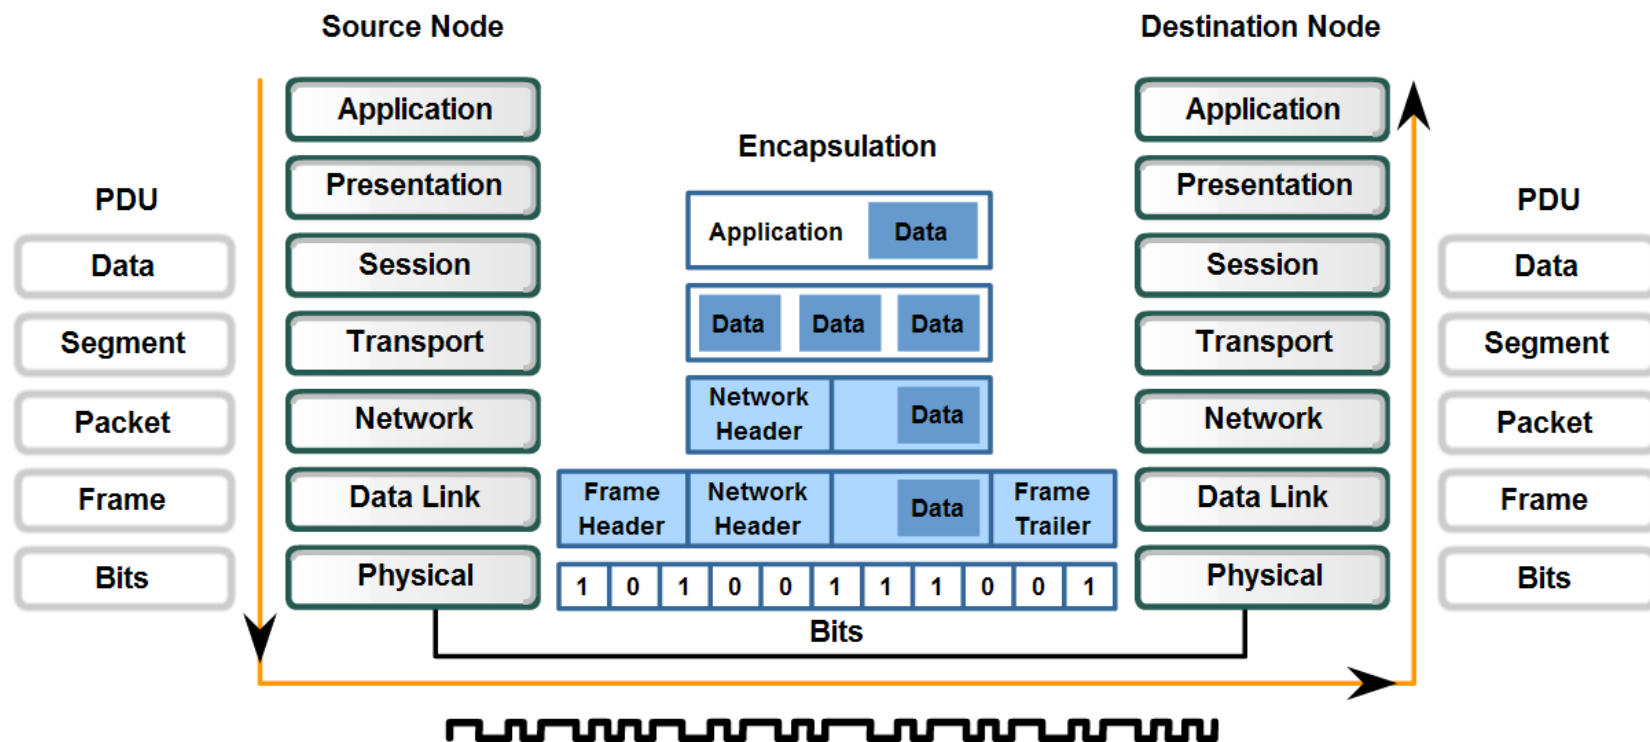 Source Node
Destination Node
Application
Application
Encapsulation
Presentation
Presentation
PDU
PDU
Application Data
Data
Session
Session
Data
Data Data Data
Segment
Transport
Transport
Segment
Network
Header
Data
Packet
Network
Network
Packet
Frame
Header
Network
Header
Data
Frame
Trailer
Frame
Data Link
Data Link
Frame
Bits
Physical
1 0 1 0 0 1 1 1 0 0 1
Physical
Bits
Bits